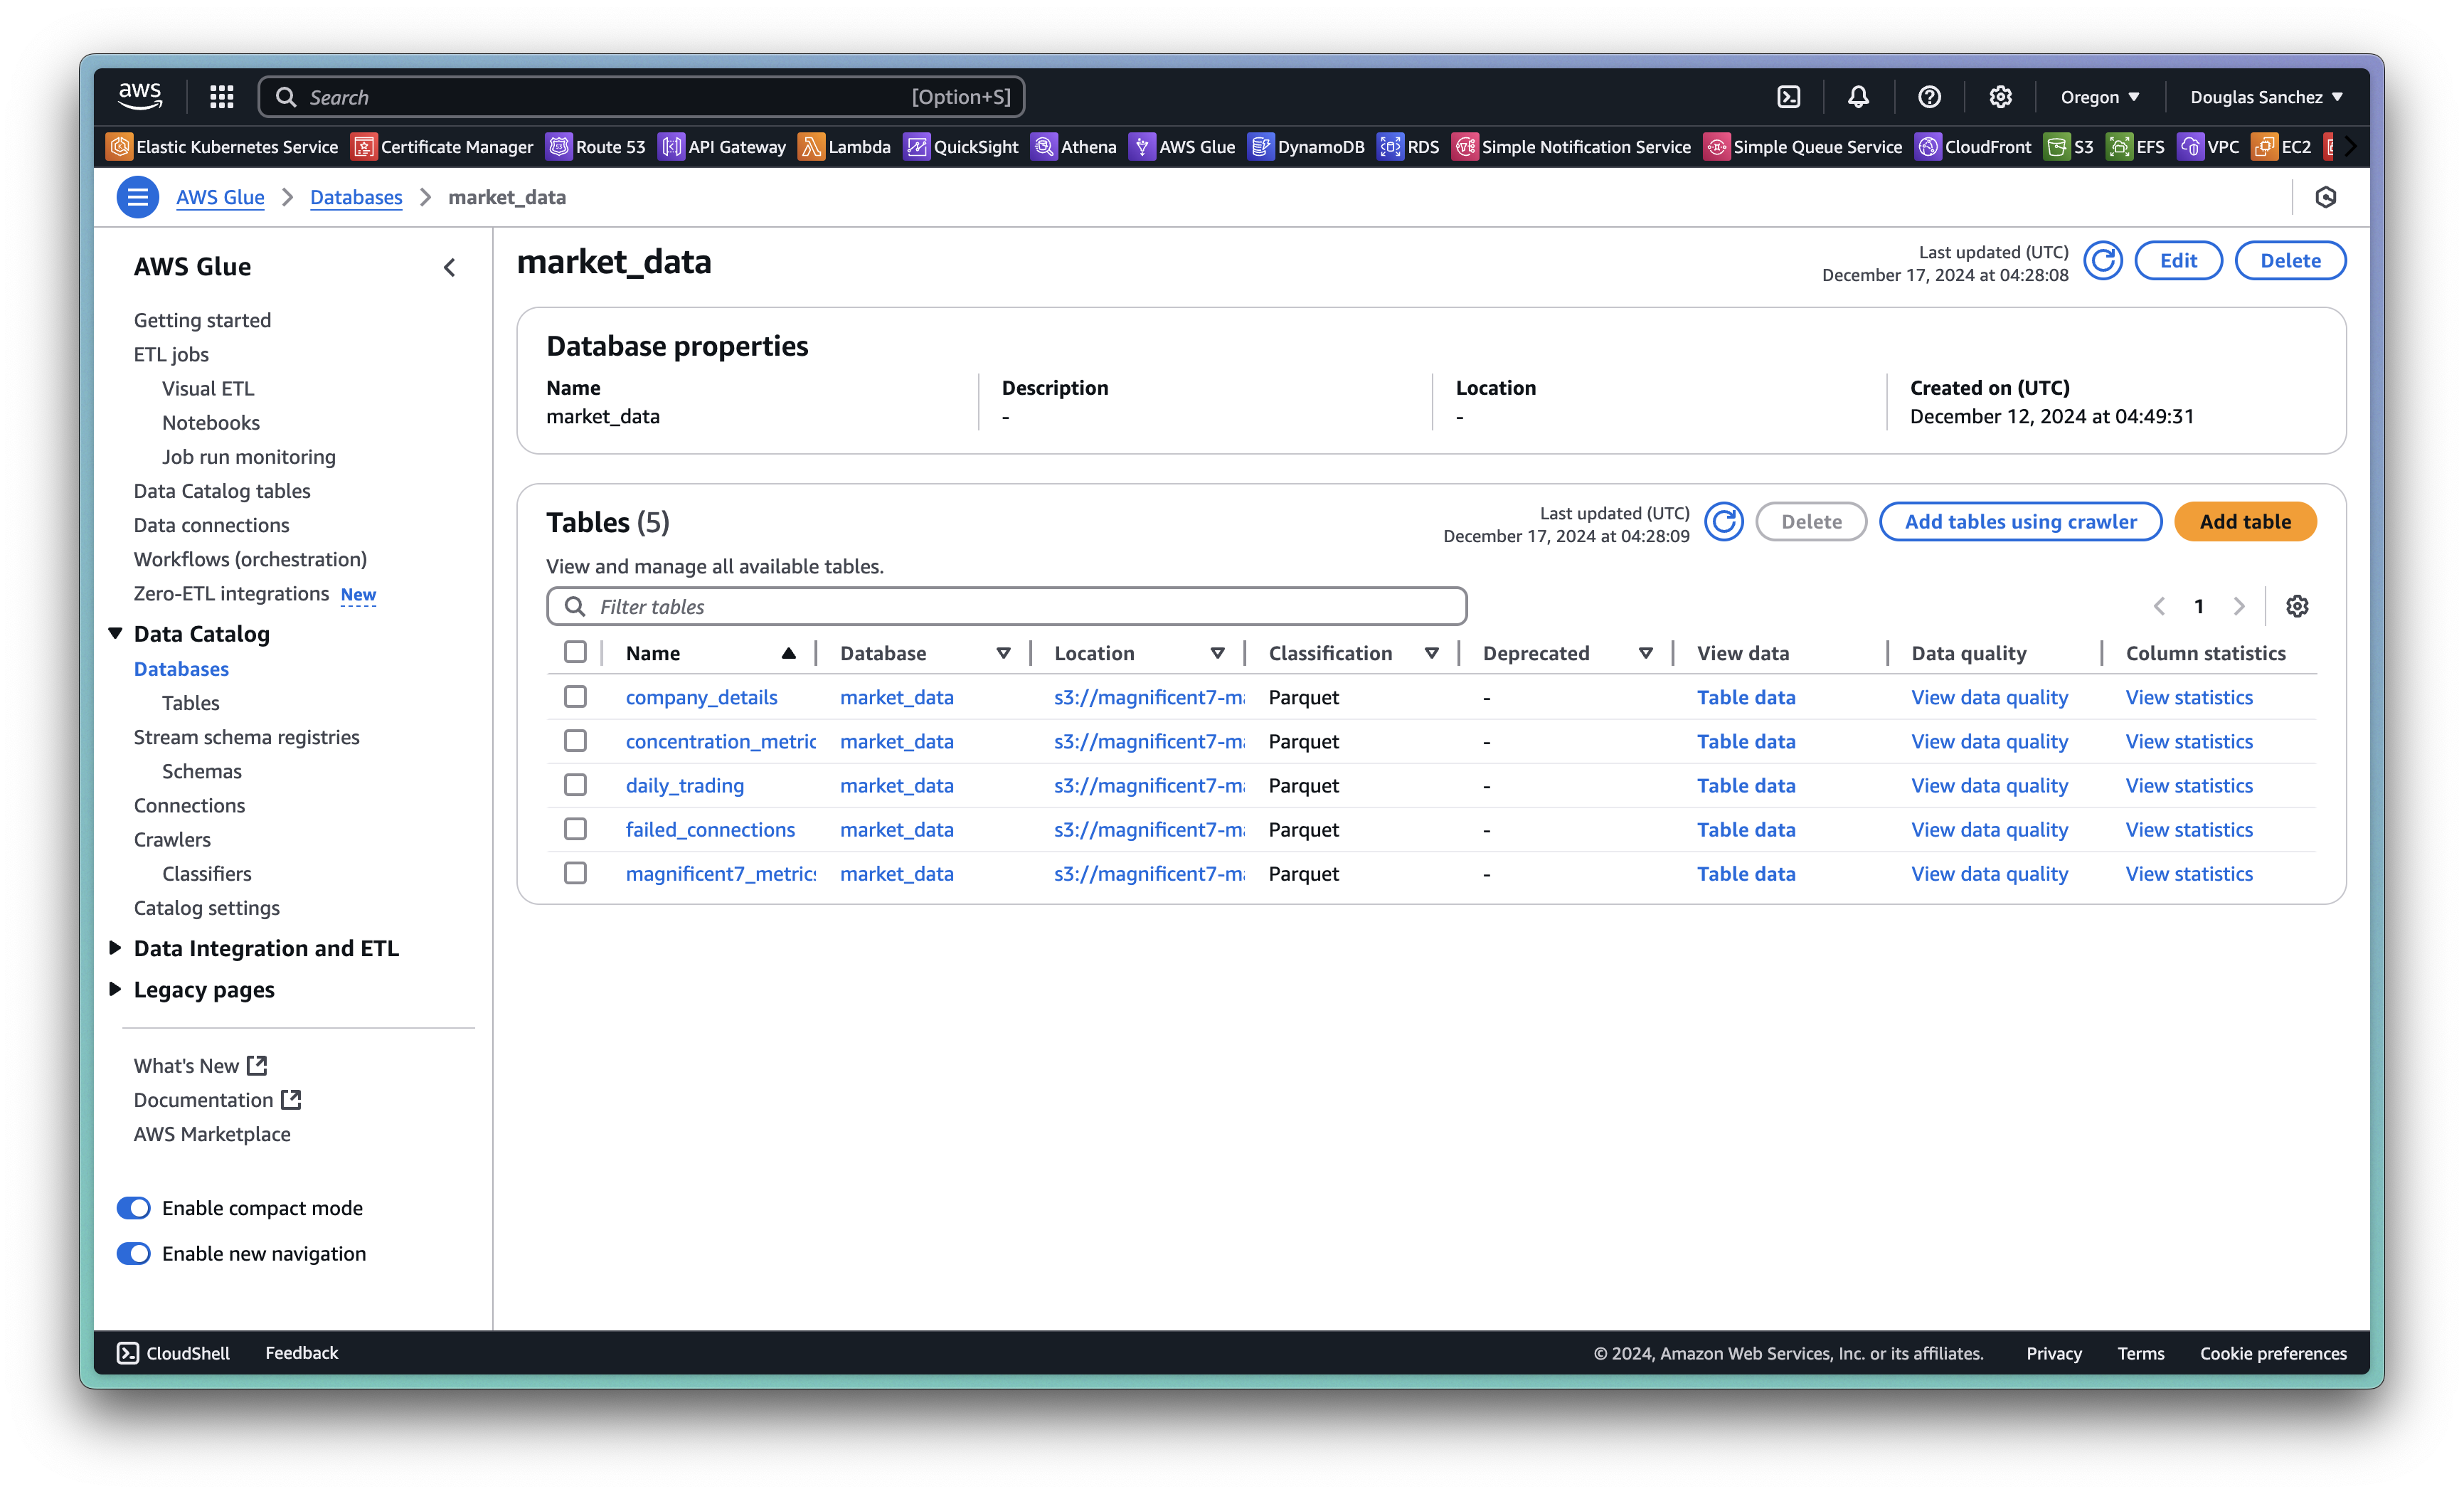 aws
Search [Option+S]
Oregon ▼ Douglas Sanchez ▼
Elastic Kubernetes Service Certificate Manager Route 53 API Gateway Lambda QuickSight Athena AWS Glue DynamoDB RDS Simple Notification Service Simple Queue Service CloudFront S3 EFS VPC EC2
AWS Glue > Databases > market_data
AWS Glue
Getting started
ETL jobs
Visual ETL
Notebooks
Job run monitoring
Data Catalog tables
Data connections
Workflows (orchestration)
Zero-ETL integrations New
Data Catalog
Databases
Tables
Stream schema registries
Schemas
Connections
Crawlers
Classifiers
Catalog settings
Data Integration and ETL
Legacy pages
What's New
Documentation
AWS Marketplace
Enable compact mode
Enable new navigation
market_data
Last updated (UTC)
December 17, 2024 at 04:28:08
Edit Delete
Database properties
Name Description Location Created on (UTC)
market_data - - December 12, 2024 at 04:49:31
Tables (5)
Last updated (UTC)
December 17, 2024 at 04:28:09
Delete Add tables using crawler Add table
View and manage all available tables.
Filter tables
1
Name Database Location Classification Deprecated View data Data quality Column statistics
company_details market_data s3://magnificent7-m Parquet - Table data View data quality View statistics
concentration_metric market_data s3://magnificent7-m Parquet - Table data View data quality View statistics
daily_trading market_data s3://magnificent7-m Parquet - Table data View data quality View statistics
failed_connections market_data s3://magnificent7-m Parquet - Table data View data quality View statistics
magnificent7_metrics market_data s3://magnificent7-m Parquet - Table data View data quality View statistics
CloudShell Feedback
© 2024, Amazon Web Services, Inc. or its affiliates. Privacy Terms Cookie preferences